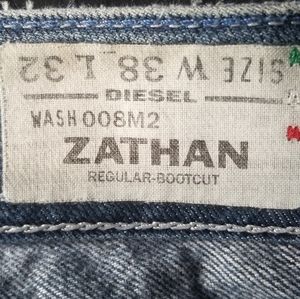 SIZE W 38 L 32
DIESEL
WASH 008M2
ZATHAN
REGULAR-BOOTCUT